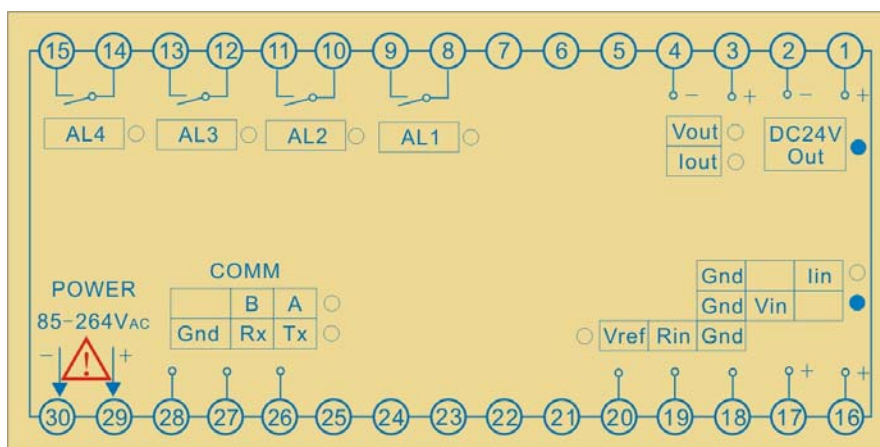 15 14 13 12 11 10 9 8 7 6 5 4 3 2 1
- + - +
AL4 AL3 AL2 AL1 Vout DC24V
Iout Out
COMM Gnd Iin
POWER B A Gnd Vin
85-264VAC Gnd Rx Tx Vref Rin Gnd
- ! + + +
30 29 28 27 26 25 24 23 22 21 20 19 18 17 16